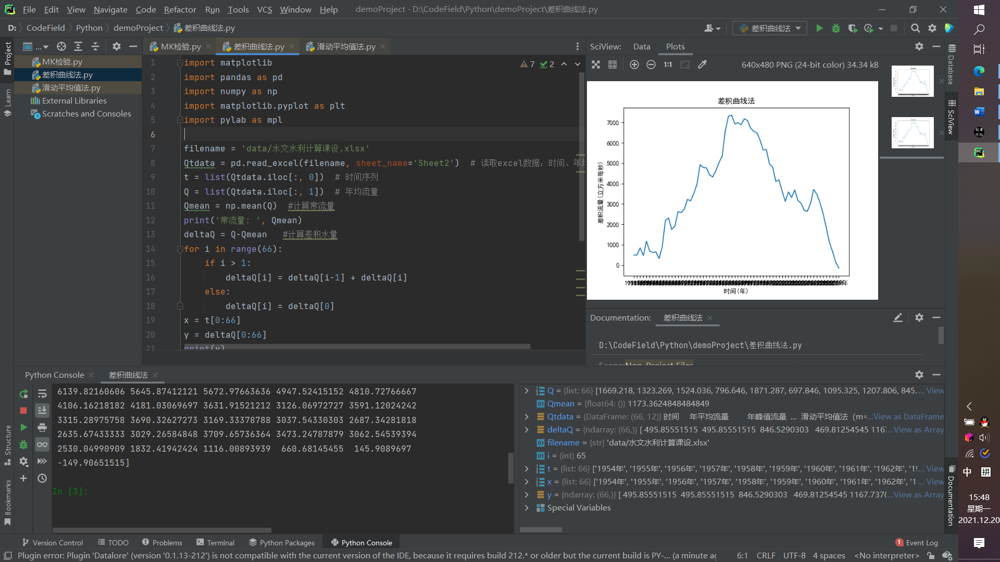 File Edit View Navigate Code Refactor Run Tools VCS Window Help demoProject - D:\CodeField\Python\demoProject\差积曲线法.py
D: CodeField Python demoProject 差积曲线法.py
差积曲线法
Project
Learn
Structure
Bookmarks
...
MK检验.py
差积曲线法.py
滑动平均值法.py
External Libraries
Scratches and Consoles
MK检验.py 差积曲线法.py 滑动平均值法.py
7 2
1 import matplotlib
2 import pandas as pd
3 import numpy as np
4 import matplotlib.pyplot as plt
5 import pylab as mpl
6
7 filename = 'data/水文水利计算课设.xlsx'
8 Qtdata = pd.read_excel(filename, sheet_name='Sheet2') # 读取excel数据：时间、年
9 t = list(Qtdata.iloc[:, 0]) # 时间序列
10 Q = list(Qtdata.iloc[:, 1]) # 年均流量
11 Qmean = np.mean(Q) #计算常流量
12 print('常流量: ', Qmean)
13 deltaQ = Q-Qmean #计算差积水量
14 for i in range(66):
15 if i > 1:
16 deltaQ[i] = deltaQ[i-1] + deltaQ[i]
17 else:
18 deltaQ[i] = deltaQ[0]
19 x = t[0:66]
20 y = deltaQ[0:66]
21 print(y)
SciView: Data Plots
1:1
640x480 PNG (24-bit color) 34.34 kB
差积曲线法
7000
6000
5000
4000
3000
2000
1000
0
差积流量(立方米每秒)
时间(年)
Database
SciView
Documentation
Documentation: 差积曲线法
D:\CodeField\Python\demoProject\差积曲线法.py
Scope: Non-Project Files
Python Console 差积曲线法
6139.82160606 5645.87412121 5672.97663636 4947.52415152 4810.72766667
4106.16218182 4181.03069697 3631.91521212 3126.06972727 3591.12024242
3315.28975758 3690.32627273 3169.33378788 3037.54330303 2687.34281818
2635.67433333 3029.26584848 3709.65736364 3473.24787879 3062.54539394
2530.04990909 1832.41942424 1116.00893939 660.68145455 145.9089697
-149.90651515]
In [3]:
Q = {list: 66} [1669.218, 1323.269, 1524.036, 796.646, 1871.287, 697.846, 1095.325, 1207.806, 845.... View
Qmean = {float64: ()} 1173.3624848484849
Qtdata = {DataFrame: (66, 12)} 时间 年平均流量 年峰值流量 ... 滑动平均值法 (m=...View as DataFrame
deltaQ = {ndarray: (66,)} [ 495.85551515 495.85551515 846.5290303 469.81254545 1167...View as Array
filename = {str} 'data/水文水利计算课设.xlsx'
i = {int} 65
t = {list: 66} ['1954年', '1955年', '1956年', '1957年', '1958年', '1959年', '1960年', '1961年', '1962年', '19... View
x = {list: 66} ['1954年', '1955年', '1956年', '1957年', '1958年', '1959年', '1960年', '1961年', '1962年', '1... View
y = {ndarray: (66,)} [ 495.85551515 495.85551515 846.5290303 469.81254545 1167.737(...View as Array
Special Variables
Version Control TODO Problems Terminal Python Packages Python Console 1 Event Log
Plugin error: Plugin 'Datalore' (version '0.1.13-212') is not compatible with the current version of the IDE, because it requires build 212.* or older but the current build is PY-... (a minute ag 6:1 CRLF UTF-8 4 spaces <No interpreter>
中 拼
15:48
星期一
2021.12.20